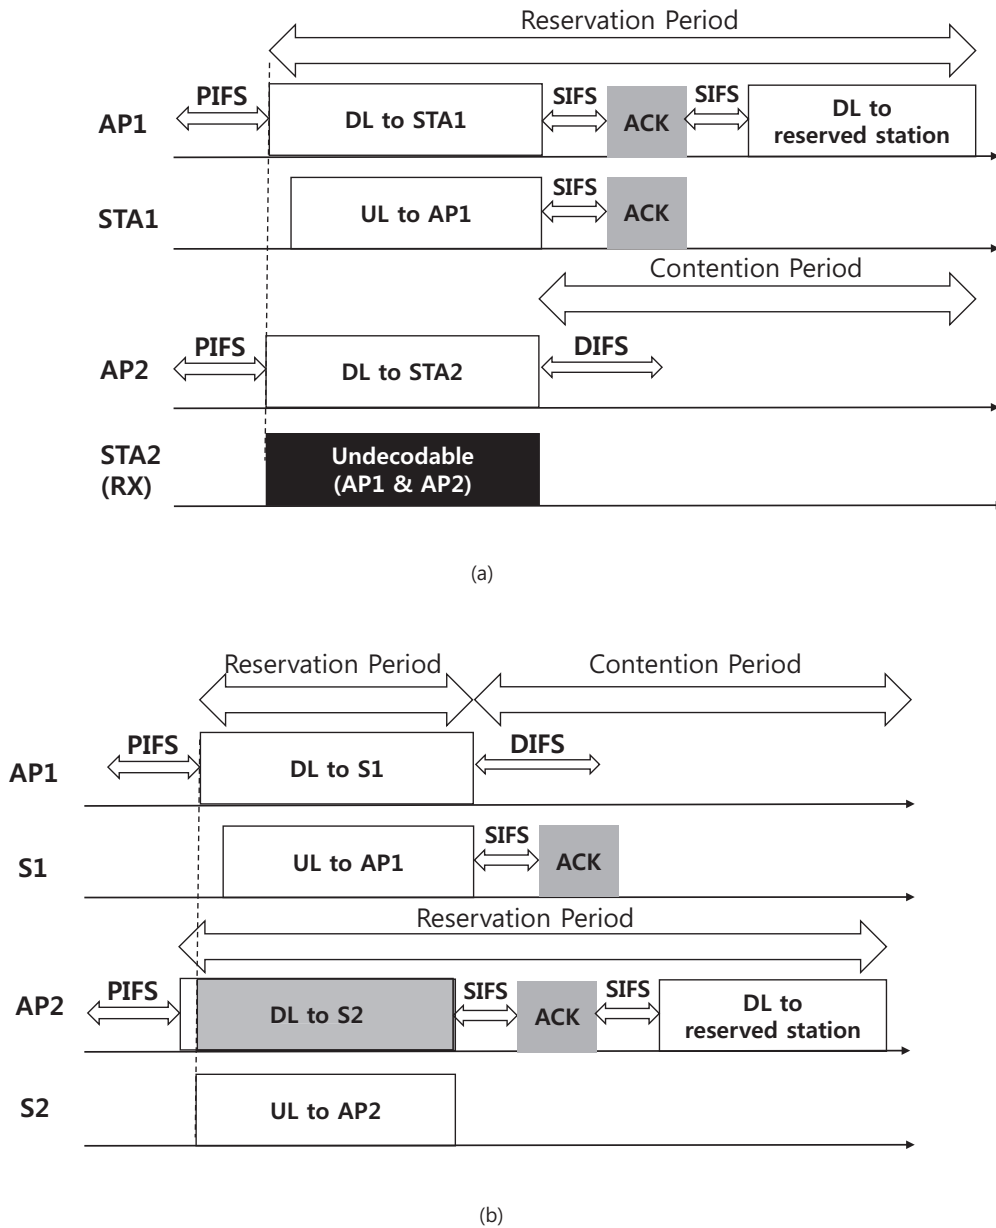 Reservation Period
PIFS
SIFS
SIFS
AP1
DL to STA1
ACK
DL to
reserved station
SIFS
STA1
UL to AP1
ACK
Contention Period
PIFS
DIFS
AP2
DL to STA2
STA2
(RX)
Undecodable
(AP1 & AP2)
(a)
Reservation Period
Contention Period
PIFS
DIFS
AP1
DL to S1
SIFS
S1
UL to AP1
ACK
Reservation Period
PIFS
SIFS
SIFS
AP2
DL to S2
ACK
DL to
reserved station
S2
UL to AP2
(b)